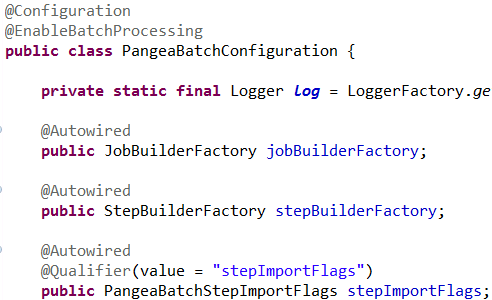 @Configuration
@EnableBatchProcessing
public class PangeaBatchConfiguration {
private static final Logger log = LoggerFactory.ge
@Autowired
public JobBuilderFactory jobBuilderFactory;
@Autowired
public StepBuilderFactory stepBuilderFactory;
@Autowired
@Qualifier(value = "stepImportFlags")
public PangeaBatchStepImportFlags stepImportFlags;